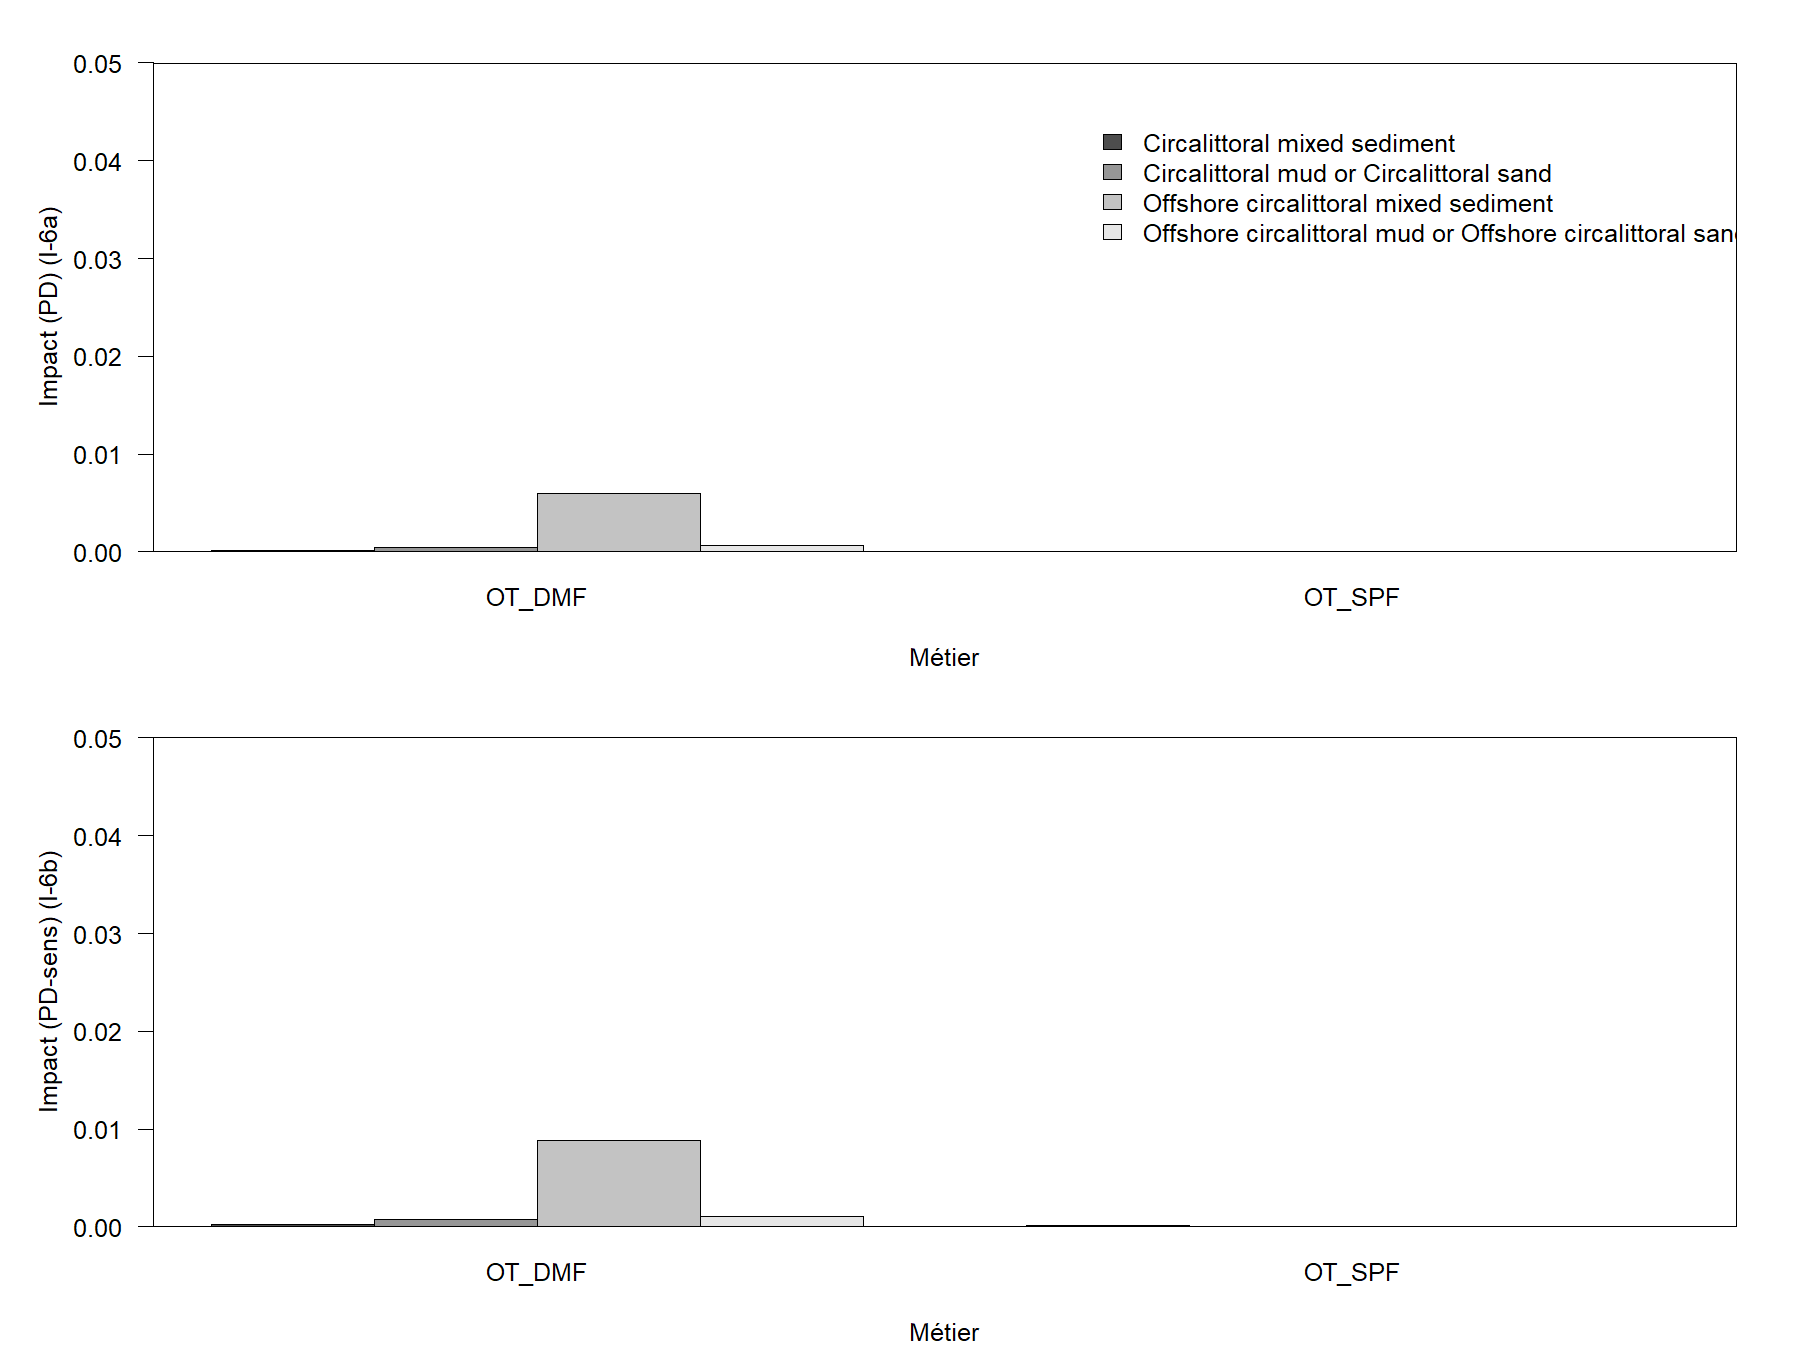 0.05
0.04
0.03
0.02
0.01
0.00
Impact (PD) (I-6a)
Circalittoral mixed sediment
Circalittoral mud or Circalittoral sand
Offshore circalittoral mixed sediment
Offshore circalittoral mud or Offshore circalittoral san
OT_DMF
OT_SPF
Métier
0.05
0.04
0.03
0.02
0.01
0.00
Impact (PD-sens) (I-6b)
OT_DMF
OT_SPF
Métier